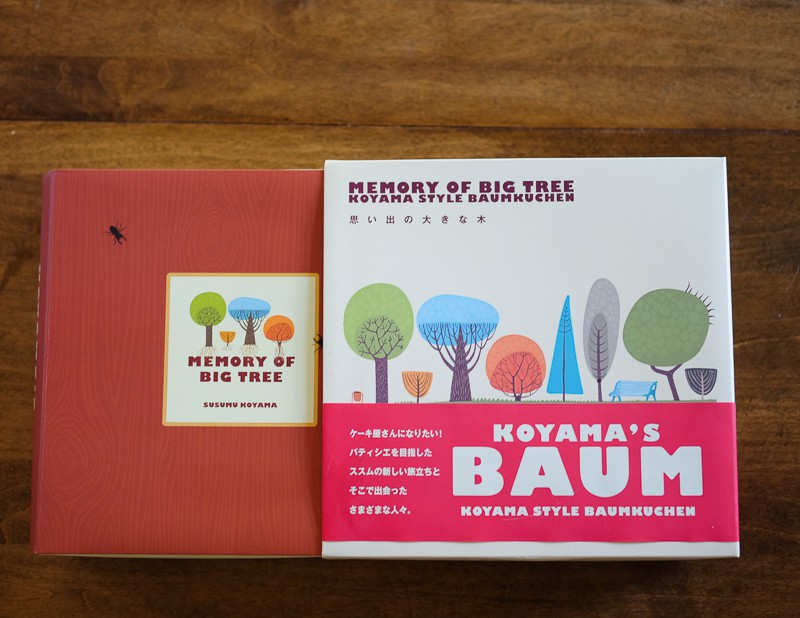 MEMORY OF
BIG TREE
SUSUMU KOYAMA
MEMORY OF BIG TREE
KOYAMA STYLE BAUMKUCHEN
思い出の大きな木
ケーキ屋さんになりたい!
パティシエを目指した
ススムの新しい旅立ちと
そこで出会った
さまざまな人々。
KOYAMA'S
BAUM
KOYAMA STYLE BAUMKUCHEN